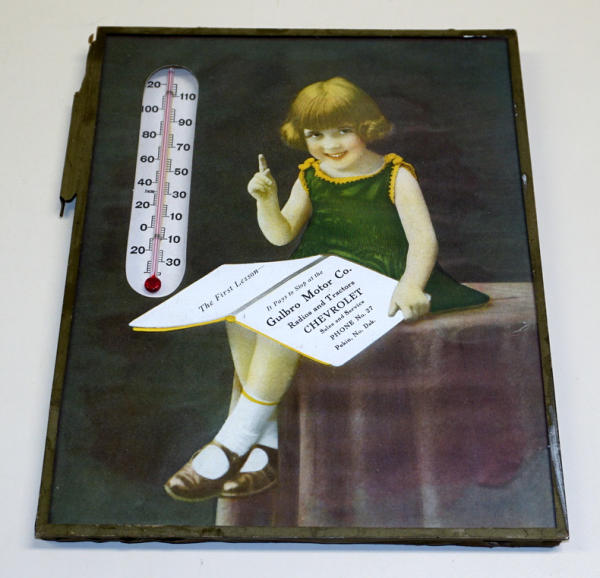 20
110
100
90
80
70
60
50
40
30
20
10
0
10
20
30
The First Lesson
It Pays to Stop at the
Gulbro Motor Co.
Radios and Tractors
CHEVROLET
Sales and Service
PHONE No. 27
Pekin, No. Dak.